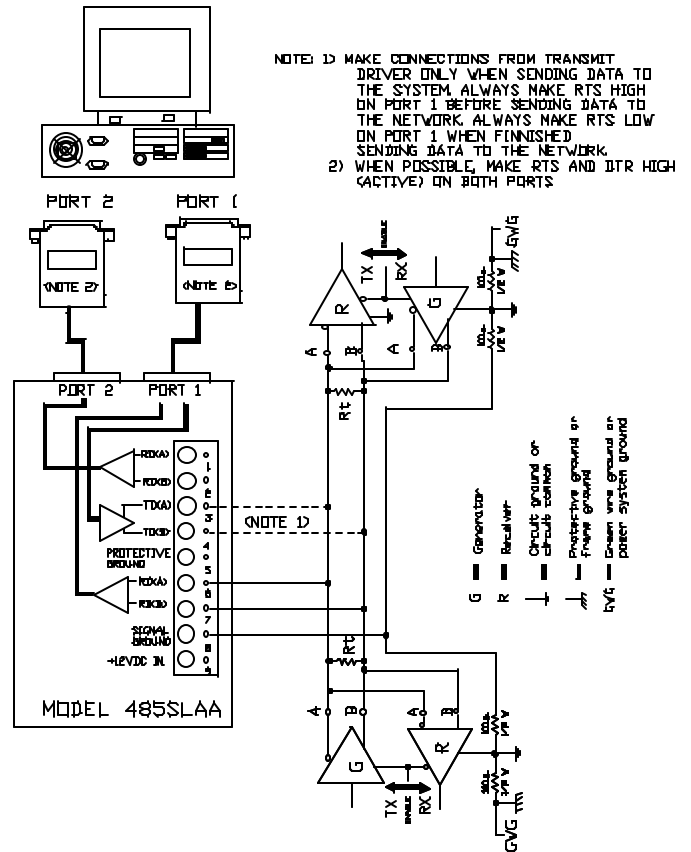 NOTE: 1) MAKE CONNECTIONS FROM TRANSMIT
DRIVER ONLY WHEN SENDING DATA TO
THE SYSTEM. ALWAYS MAKE RTS HIGH
ON PORT 1 BEFORE SENDING DATA TO
THE NETWORK. ALWAYS MAKE RTS LOW
ON PORT 1 WHEN FINNISHED
SENDING DATA TO THE NETWORK.
2) WHEN POSSIBLE, MAKE RTS AND DTR HIGH
(ACTIVE) ON BOTH PORTS
PORT 2
PORT
(NOTE 2)
(NOTE
PORT 2
PORT 1
RD(A)
1
RD(B)
2
TD(A)
3
TD(B)
4
PROTECTIVE
GROUND
5
RD(A)
6
RD(B)
7
SIGNAL
GROUND
8
+12VDC IN
9
MODEL 485SLAA
(NOTE 1)
ENABLE
TX
RX
GWG
R
G
A
B
A
B
Rt
Rt
A
B
A
B
G
R
TX
RX
ENABLE
GWG
G
Generator
R
Receiver
Circuit ground or
circuit common
Protective ground or
frame ground
GWG
Green wire ground or
power system ground